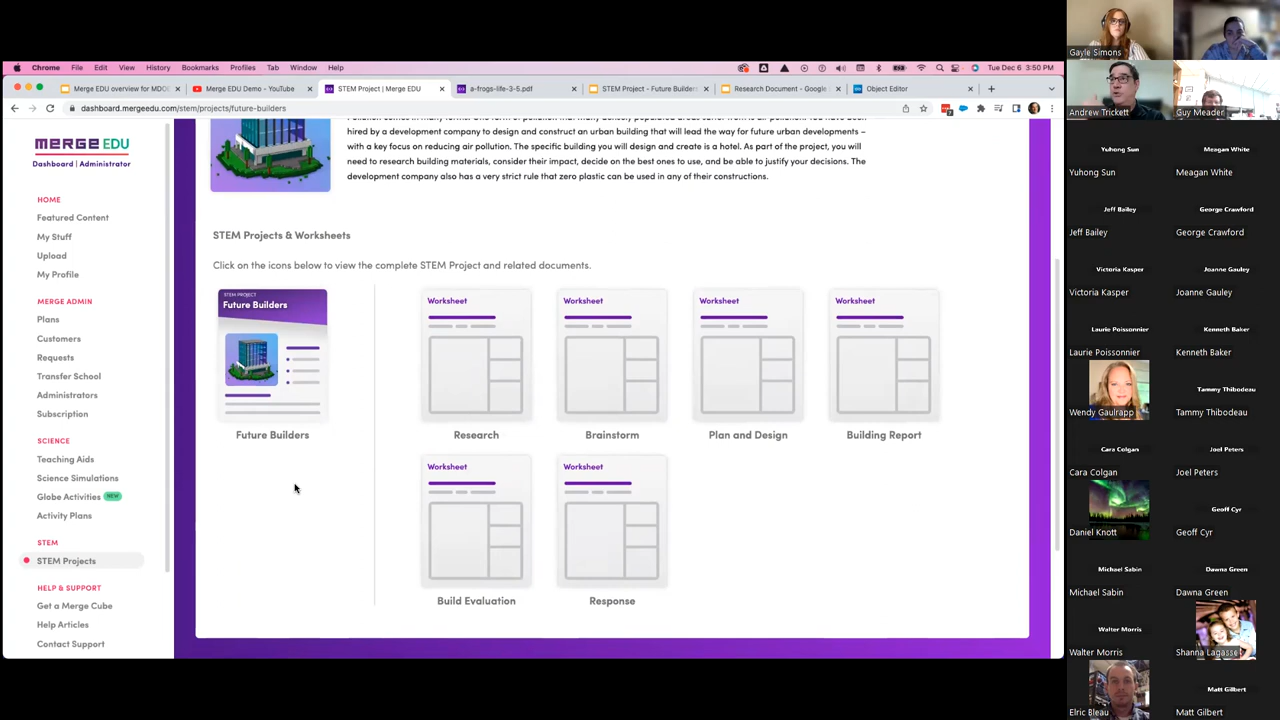 Chrome File Edit View History Bookmarks Profiles Tab Window Help
Tue Dec 6 3:50 PM
Merge EDU overview for MDO
Merge EDU Demo - YouTube
STEM Project | Merge EDU
a-frogs-life-3-5.pdf
STEM Project - Future Builders
Research Document - Google
Object Editor
dashboard.mergeedu.com/stem/projects/future-builders
MERGE EDU
Dashboard | Administrator
HOME
Featured Content
My Stuff
Upload
My Profile
MERGE ADMIN
Plans
Customers
Requests
Transfer School
Administrators
Subscription
SCIENCE
Teaching Aids
Science Simulations
Globe Activities NEW
Activity Plans
STEM
STEM Projects
HELP & SUPPORT
Get a Merge Cube
Help Articles
Contact Support
hired by a development company to design and construct an urban building that will lead the way for future urban developments –
with a key focus on reducing air pollution. The specific building you will design and create is a hotel. As part of the project, you will
need to research building materials, consider their impact, decide on the best ones to use, and be able to justify your decisions. The
development company also has a very strict rule that zero plastic can be used in any of their constructions.
STEM Projects & Worksheets
Click on the icons below to view the complete STEM Project and related documents.
STEM PROJECT
Future Builders
Future Builders
Worksheet
Research
Worksheet
Brainstorm
Worksheet
Plan and Design
Worksheet
Building Report
Worksheet
Build Evaluation
Worksheet
Response
Gayle Simons
Andrew Trickett
Guy Meader
Yuhong Sun
Yuhong Sun
Meagan White
Meagan White
Jeff Bailey
Jeff Bailey
George Crawford
George Crawford
Victoria Kasper
Victoria Kasper
Joanne Gauley
Joanne Gauley
Laurie Poissonnier
Laurie Poissonnier
Kenneth Baker
Kenneth Baker
Wendy Gaulrapp
Tammy Thibodeau
Tammy Thibodeau
Cara Colgan
Cara Colgan
Joel Peters
Joel Peters
Daniel Knott
Geoff Cyr
Geoff Cyr
Michael Sabin
Michael Sabin
Dawna Green
Dawna Green
Walter Morris
Walter Morris
Shanna Lagasse
Elric Bleau
Matt Gilbert
Matt Gilbert